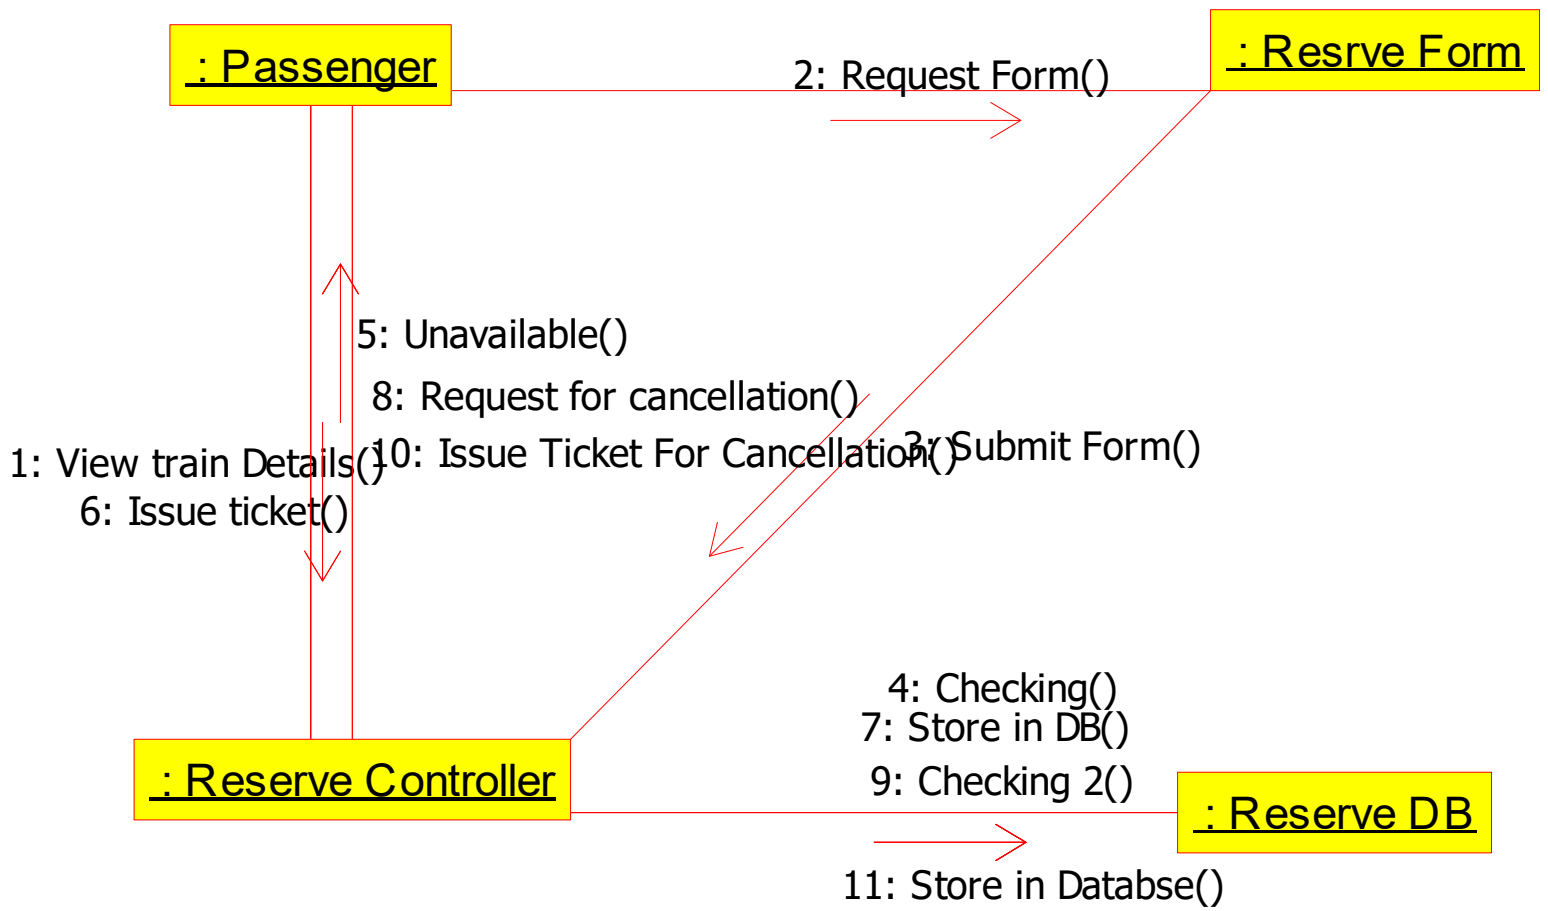 : Passenger
2: Request Form()
: Resrve Form
5: Unavailable()
8: Request for cancellation()
1: View train Details()
10: Issue Ticket For Cancellation()
3: Submit Form()
6: Issue ticket()
4: Checking()
7: Store in DB()
: Reserve Controller
9: Checking 2()
: Reserve DB
11: Store in Databse()